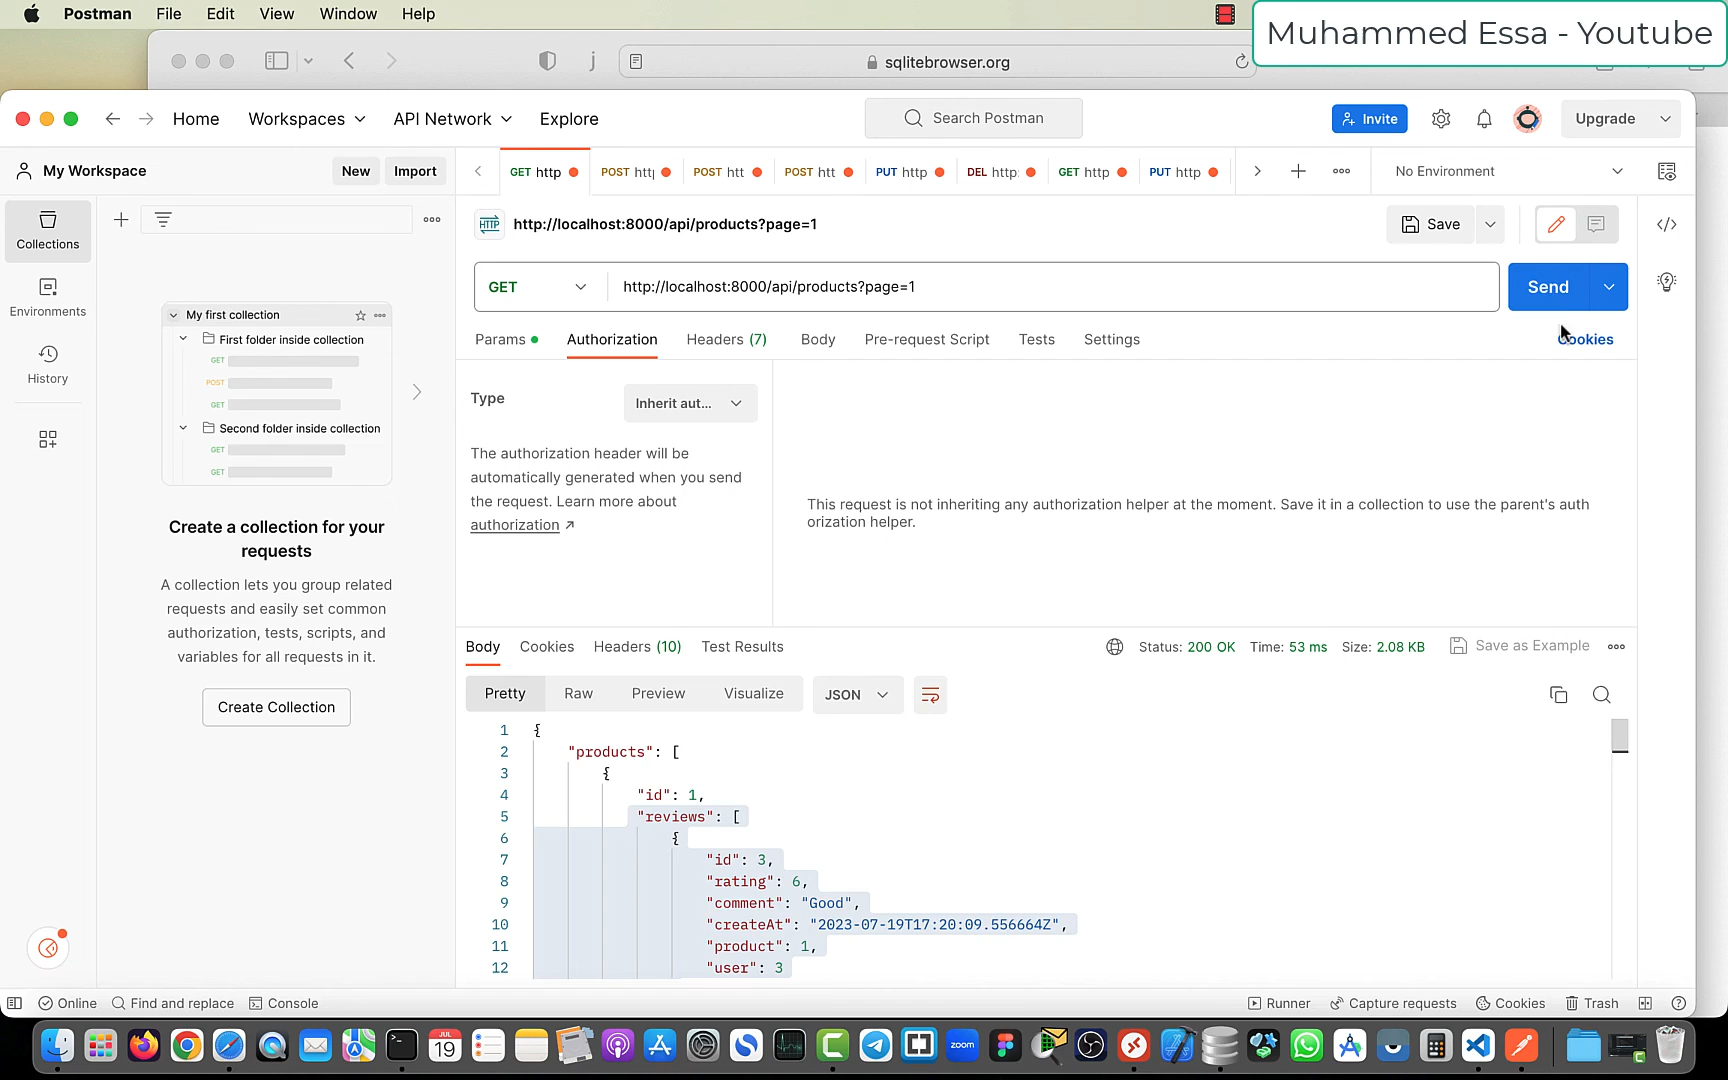 Postman File Edit View Window Help
Muhammed Essa - Youtube
sqlitebrowser.org
Home Workspaces API Network Explore
Search Postman
Invite
Upgrade
My Workspace
New
Import
GET http
POST http
POST htt
POST htt
PUT http
DEL http:
GET http
PUT http
No Environment
Collections
Environments
History
HTTP
http://localhost:8000/api/products?page=1
Save
GET
http://localhost:8000/api/products?page=1
Send
Params
Authorization
Headers (7)
Body
Pre-request Script
Tests
Settings
Cookies
My first collection
First folder inside collection
GET
POST
GET
Second folder inside collection
GET
GET
Create a collection for your
requests
A collection lets you group related
requests and easily set common
authorization, tests, scripts, and
variables for all requests in it.
Create Collection
Type
Inherit aut...
The authorization header will be
automatically generated when you send
the request. Learn more about
authorization ↗
This request is not inheriting any authorization helper at the moment. Save it in a collection to use the parent's auth
orization helper.
Body
Cookies
Headers (10)
Test Results
Status: 200 OK
Time: 53 ms
Size: 2.08 KB
Save as Example
Pretty
Raw
Preview
Visualize
JSON
1 {
2 "products": [
3 {
4 "id": 1,
5 "reviews": [
6 {
7 "id": 3,
8 "rating": 6,
9 "comment": "Good",
10 "createAt": "2023-07-19T17:20:09.556664Z",
11 "product": 1,
12 "user": 3
Online
Find and replace
Console
Runner
Capture requests
Cookies
Trash
JUL
19
zoom